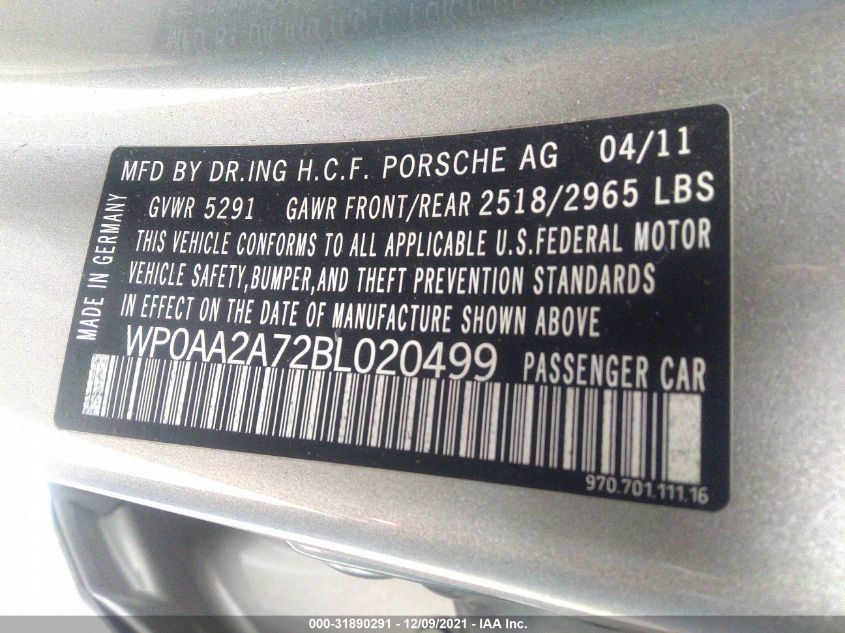 MFD BY DR.ING H.C.F. PORSCHE AG 04/11
GVWR 5291 GAWR FRONT/REAR 2518/2965 LBS
THIS VEHICLE CONFORMS TO ALL APPLICABLE U.S.FEDERAL MOTOR
VEHICLE SAFETY,BUMPER,AND THEFT PREVENTION STANDARDS
IN EFFECT ON THE DATE OF MANUFACTURE SHOWN ABOVE
WP0AA2A72BL020499 PASSENGER CAR
MADE IN GERMANY
970.701.111.16
000-31890291 - 12/09/2021 - © IAA Inc.